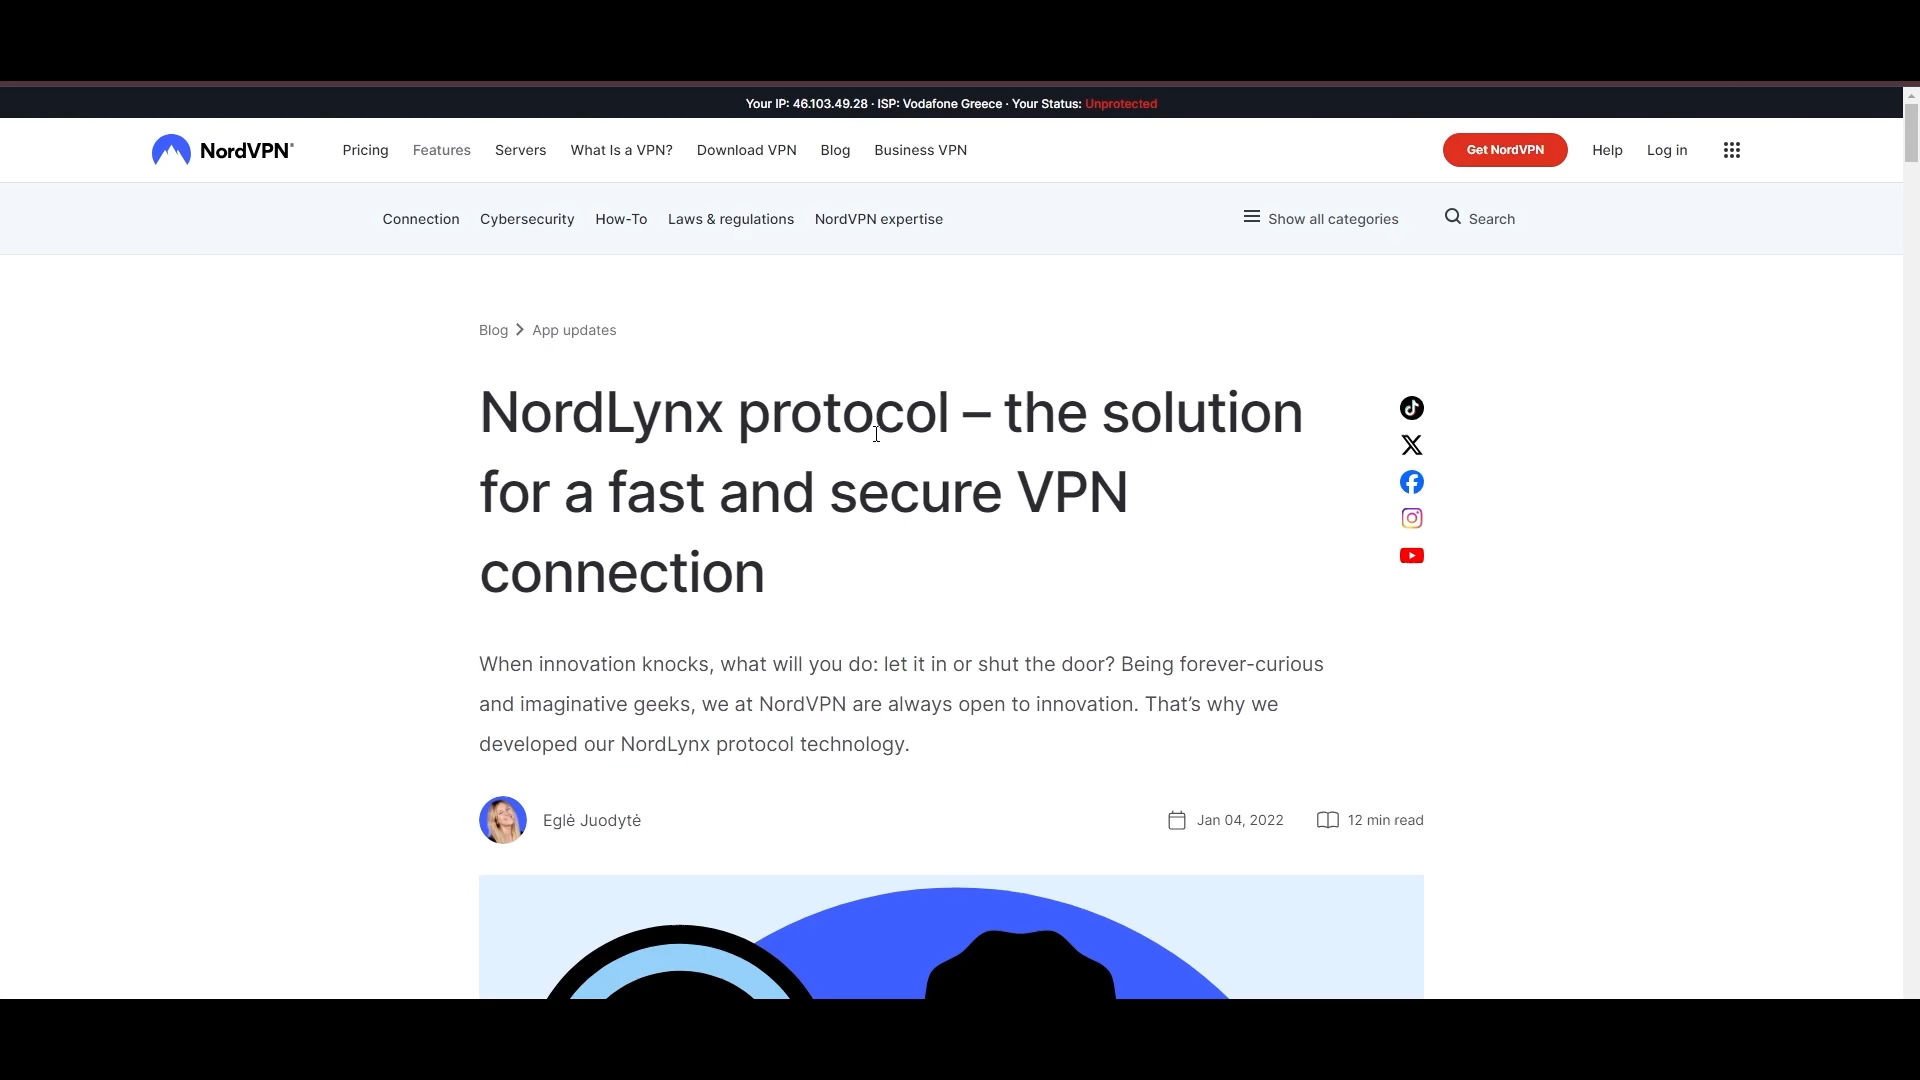 Your IP: 46.103.49.28 · ISP: Vodafone Greece · Your Status: Unprotected
NordVPN®
Pricing
Features
Servers
What Is a VPN?
Download VPN
Blog
Business VPN
Get NordVPN
Help
Log in
Connection
Cybersecurity
How-To
Laws & regulations
NordVPN expertise
Show all categories
Search
Blog
App updates
NordLynx protocol – the solution
for a fast and secure VPN
connection
When innovation knocks, what will you do: let it in or shut the door? Being forever-curious
and imaginative geeks, we at NordVPN are always open to innovation. That’s why we
developed our NordLynx protocol technology.
Eglė Juodytė
Jan 04, 2022
12 min read